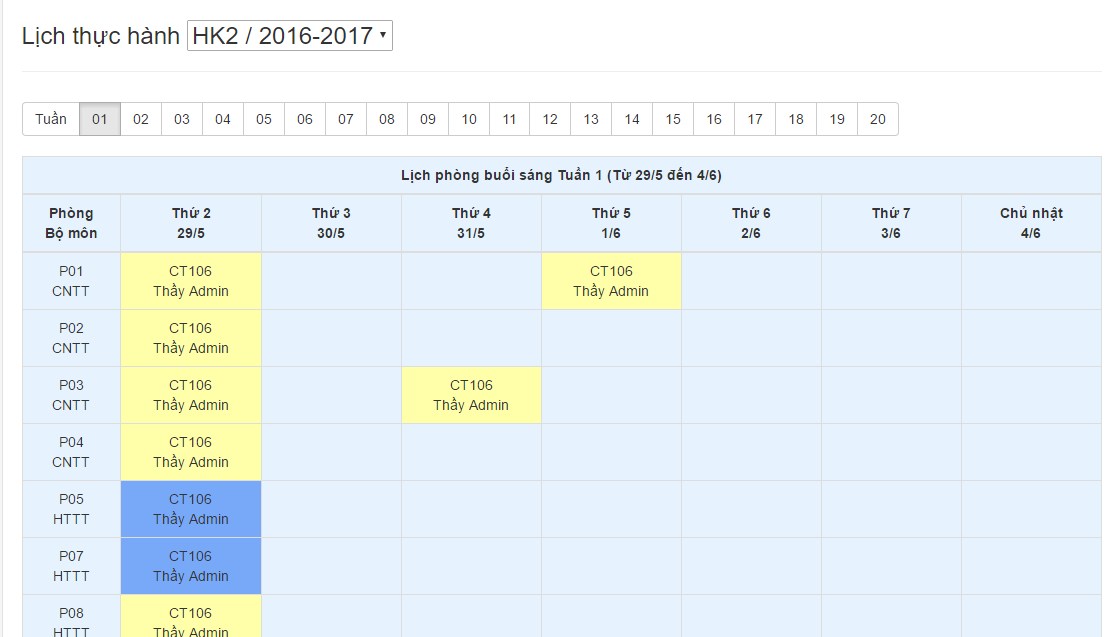 Lịch thực hành HK2 / 2016-2017
Tuần 01 02 03 04 05 06 07 08 09 10 11 12 13 14 15 16 17 18 19 20
Lịch phòng buổi sáng Tuần 1 (Từ 29/5 đến 4/6)
Phòng Thứ 2 Thứ 3 Thứ 4 Thứ 5 Thứ 6 Thứ 7 Chủ nhật
Bộ môn 29/5 30/5 31/5 1/6 2/6 3/6 4/6
P01 CT106 CT106
CNTT Thầy Admin Thầy Admin
P02 CT106
CNTT Thầy Admin
P03 CT106 CT106
CNTT Thầy Admin Thầy Admin
P04 CT106
CNTT Thầy Admin
P05 CT106
HTTT Thầy Admin
P07 CT106
HTTT Thầy Admin
P08 CT106
HTTT Thầy Admin